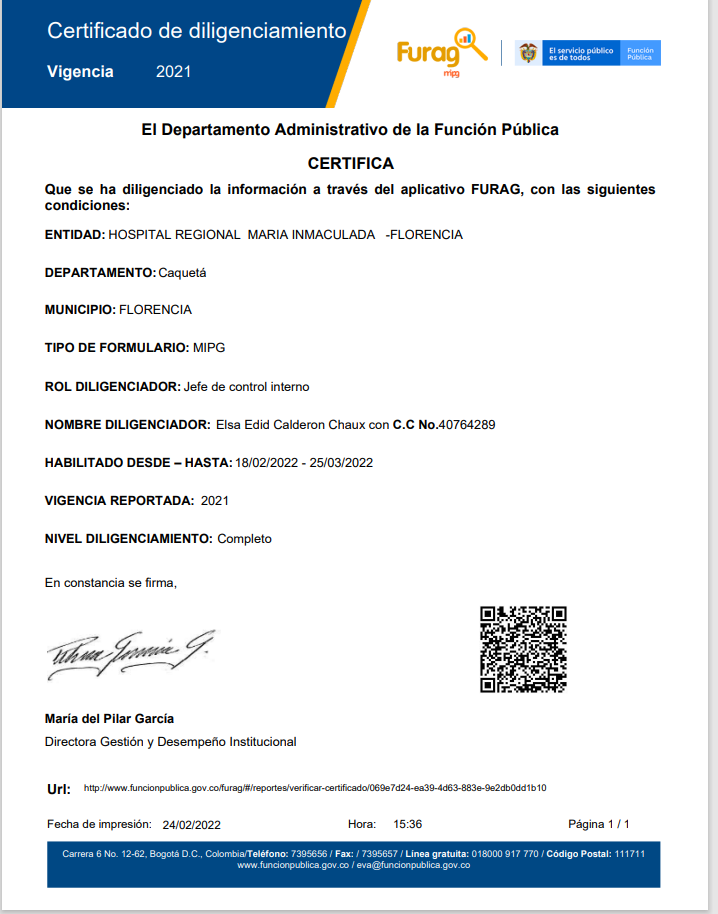 Certificado de diligenciamiento
Vigencia 2021
Furag
mipg
El servicio público
es de todos
Función
Pública
El Departamento Administrativo de la Función Pública
CERTIFICA
Que se ha diligenciado la información a través del aplicativo FURAG, con las siguientes
condiciones:
ENTIDAD: HOSPITAL REGIONAL MARIA INMACULADA -FLORENCIA
DEPARTAMENTO: Caquetá
MUNICIPIO: FLORENCIA
TIPO DE FORMULARIO: MIPG
ROL DILIGENCIADOR: Jefe de control interno
NOMBRE DILIGENCIADOR: Elsa Edid Calderon Chaux con C.C No.40764289
HABILITADO DESDE – HASTA: 18/02/2022 - 25/03/2022
VIGENCIA REPORTADA: 2021
NIVEL DILIGENCIAMIENTO: Completo
En constancia se firma,
María del Pilar García
Directora Gestión y Desempeño Institucional
Url: http://www.funcionpublica.gov.co/furag/#/reportes/verificar-certificado/069e7d24-ea39-4d63-883e-9e2db0dd1b10
Fecha de impresión: 24/02/2022 Hora: 15:36 Página 1 / 1
Carrera 6 No. 12-62, Bogotá D.C., Colombia/Teléfono: 7395656 / Fax: / 7395657 / Línea gratuita: 018000 917 770 / Código Postal: 111711
www.funcionpublica.gov.co / eva@funcionpublica.gov.co